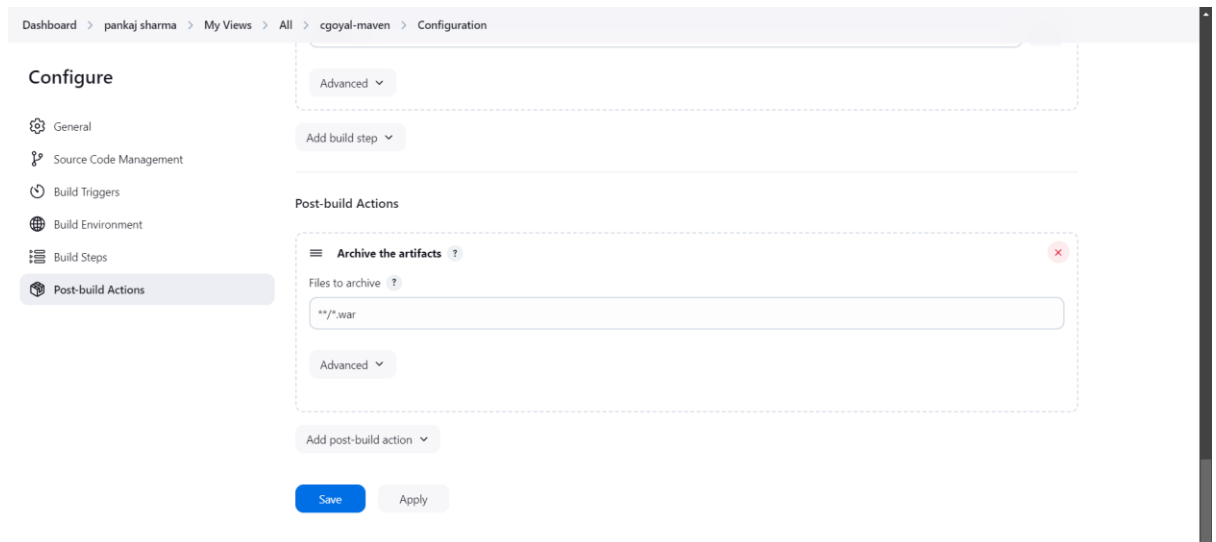 Dashboard > pankaj sharma > My Views > All > cgoyal-maven > Configuration
Configure
General
Source Code Management
Build Triggers
Build Environment
Build Steps
Post-build Actions
Advanced
Add build step
Post-build Actions
Archive the artifacts ?
Files to archive ?
**/*.war
Advanced
Add post-build action
Save
Apply